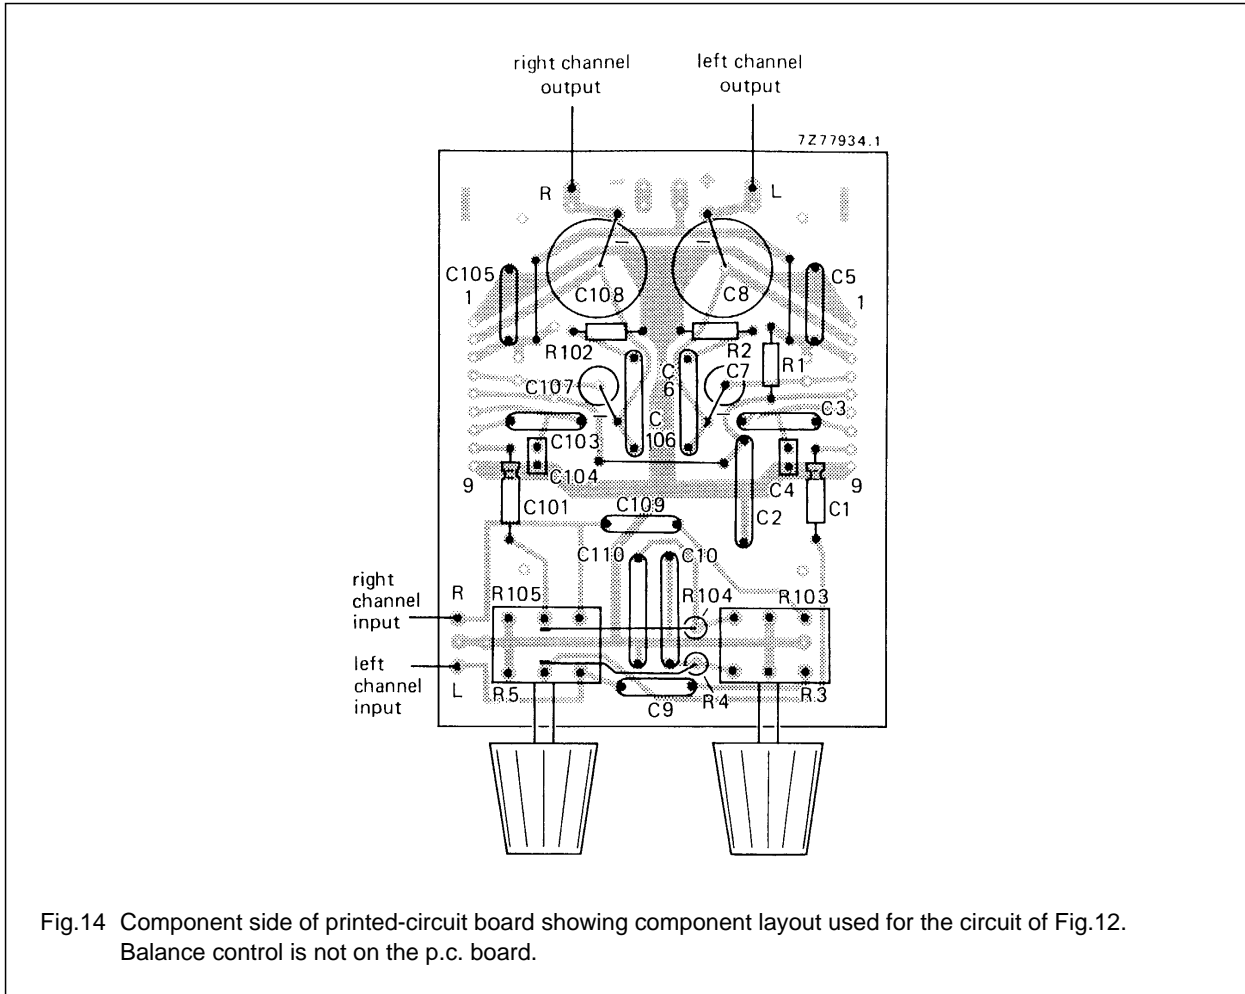 right channel
output
left channel
output
7Z77934.1
R
−
+
L
C105
1
C108
C8
C5
1
R102
R2
R1
C107
C
6
C7
C
106
C3
C103
C104
9
C101
C109
C2
C4
C1
9
C110
C10
right
channel
input
R
R105
R104
R103
left
channel
input
L
R5
C9
R4
R3
Fig.14 Component side of printed-circuit board showing component layout used for the circuit of Fig.12.
Balance control is not on the p.c. board.